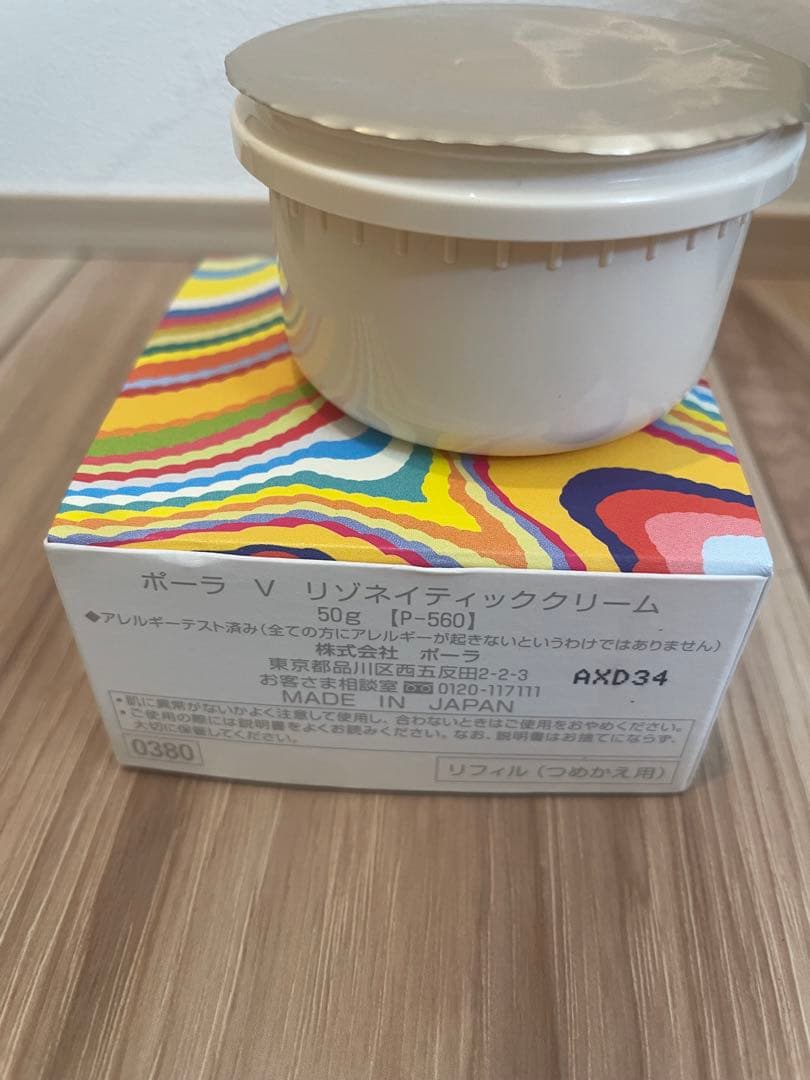 ポーラ V リゾネイティッククリーム
50g 【P-560】
◆アレルギーテスト済み(全ての方にアレルギーが起きないというわけではありません)
株式会社 ポーラ
東京都品川区西五反田2-2-3
AXD34
お客さま相談室 0120-117111
MADE IN JAPAN
・肌に異常がないかよく注意して使用し、合わないときはご使用をおやめください。
・ご使用の際には説明書をよくお読みください。なお、説明書はお捨てにならず、
大切に保管してください。
0380
リフィル(つめかえ用)